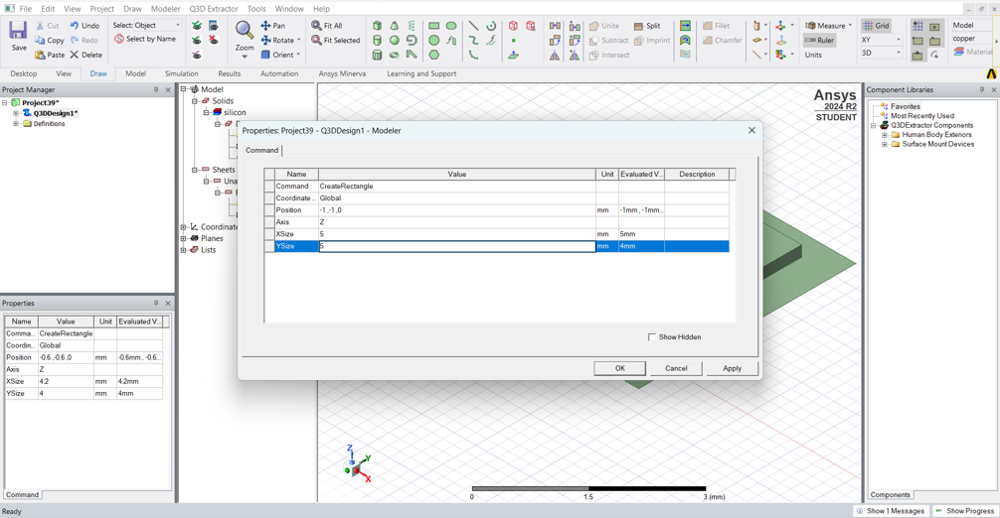 File Edit View Project Draw Modeler Q3D Extractor Tools Window Help
Save
Cut
Copy
Paste
Undo
Redo
Delete
Select: Object
Select by Name
Zoom
Pan
Rotate
Orient
Fit All
Fit Selected
Unite
Subtract
Intersect
Split
Imprint
Fillet
Chamfer
Measure
Ruler
Units
Grid
XY
3D
Model
copper
Material
Desktop View Draw Model Simulation Results Automation Ansys Minerva Learning and Support
Project Manager
Project39*
Q3DDesign1*
Definitions
Model
Solids
silicon
Sheets
Una
Coordinate
Planes
Lists
Ansys
2024 R2
STUDENT
Component Libraries
Favorites
Most Recently Used
Q3DExtractor Components
Human Body Exteriors
Surface Mount Devices
Properties: Project39 - Q3DDesign1 - Modeler
Command
Name Value Unit Evaluated V... Description
Command CreateRectangle
Coordinate ... Global
Position -1 ,-1 ,0 mm -1mm , -1mm...
Axis Z
XSize 5 mm 5mm
YSize 5 mm 4mm
Show Hidden
OK Cancel Apply
Properties
Name Value Unit Evaluated V...
Comma... CreateRectangle
Coordin... Global
Position -0.6 ,-0.6 ,0 mm -0.6mm , -0.6...
Axis Z
XSize 4.2 mm 4.2mm
YSize 4 mm 4mm
Command
Z
Y
X
0 1.5 3 (mm)
Components
Ready
Show 1 Messages Show Progress